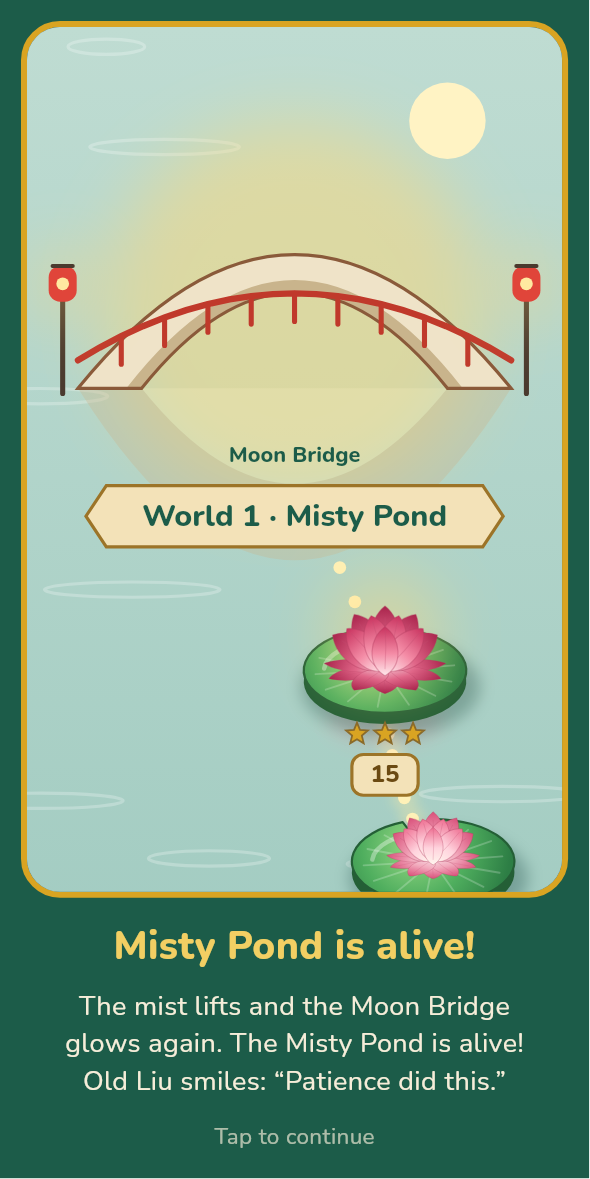 Moon Bridge
World 1 · Misty Pond
15
Misty Pond is alive!
The mist lifts and the Moon Bridge
glows again. The Misty Pond is alive!
Old Liu smiles: “Patience did this.”
Tap to continue